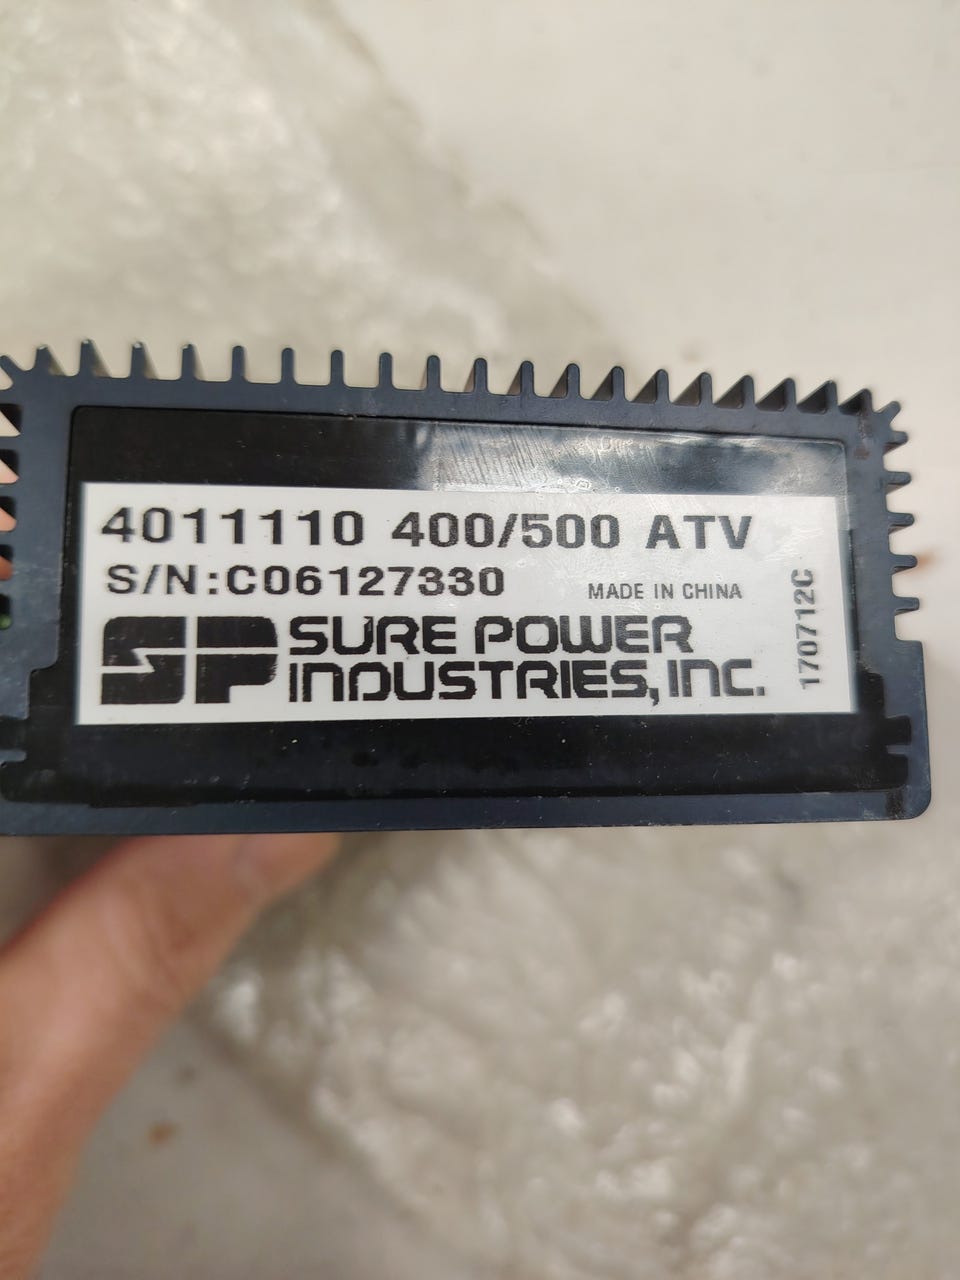 4011110 400/500 ATV
S/N:C06127330
MADE IN CHINA
SP SURE POWER
INDUSTRIES, INC.
170712C